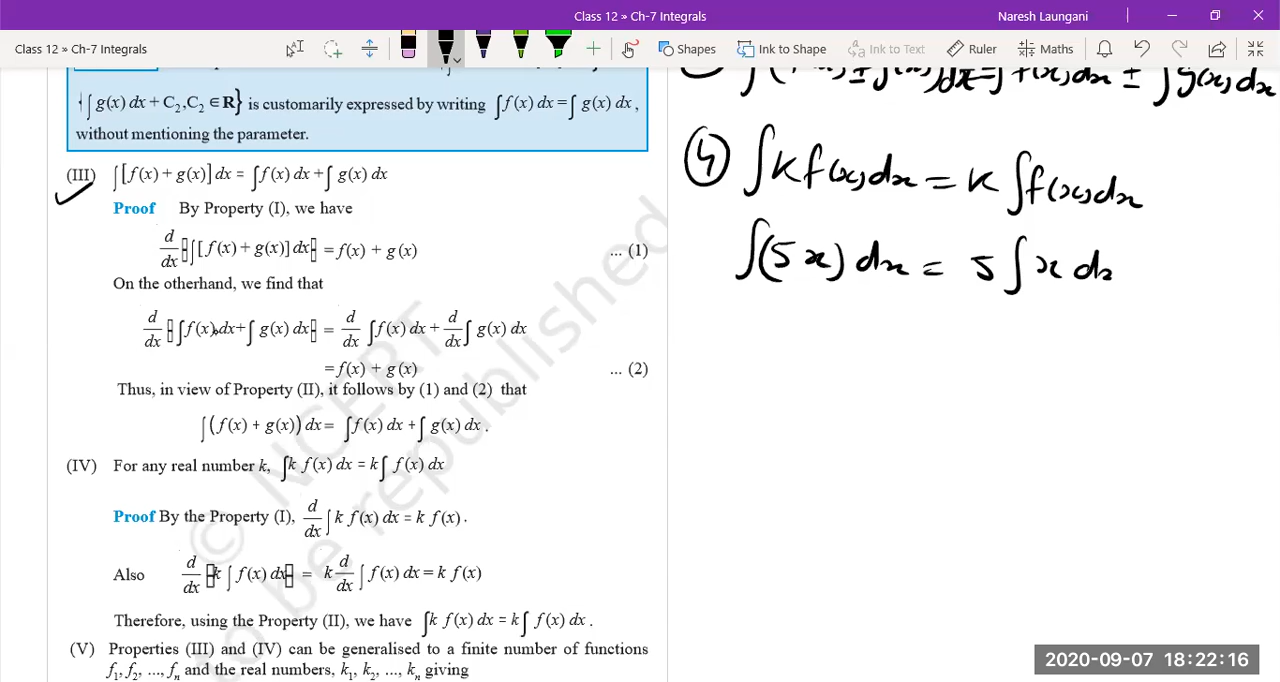 Class 12 » Ch-7 Integrals
Naresh Laungani
Class 12 » Ch-7 Integrals
Shapes
Ink to Shape
Ink to Text
Ruler
Maths
{∫ g(x) dx + C₂, C₂ ∈ R} is customarily expressed by writing ∫ f(x) dx = ∫ g(x) dx,
without mentioning the parameter.
(III) ∫ [f(x) + g(x)] dx = ∫ f(x) dx + ∫ g(x) dx
Proof By Property (I), we have
d/dx [∫ [f(x) + g(x)] dx] = f(x) + g(x) ... (1)
On the otherhand, we find that
d/dx [∫ f(x) dx + ∫ g(x) dx] = d/dx ∫ f(x) dx + d/dx ∫ g(x) dx
= f(x) + g(x) ... (2)
Thus, in view of Property (II), it follows by (1) and (2) that
∫ (f(x) + g(x)) dx = ∫ f(x) dx + ∫ g(x) dx .
(IV) For any real number k, ∫ k f(x) dx = k ∫ f(x) dx
Proof By the Property (I), d/dx ∫ k f(x) dx = k f(x) .
Also d/dx [k ∫ f(x) dx] = k d/dx ∫ f(x) dx = k f(x)
Therefore, using the Property (II), we have ∫ k f(x) dx = k ∫ f(x) dx .
(V) Properties (III) and (IV) can be generalised to a finite number of functions
f₁, f₂, ..., fₙ and the real numbers, k₁, k₂, ..., kₙ giving
© NCERT
to be republished
± ∫ g(x) dx
④ ∫ K f(x) dx = K ∫ f(x) dx
∫ (5 x) dx = 5 ∫ x dx
2020-09-07 18:22:16